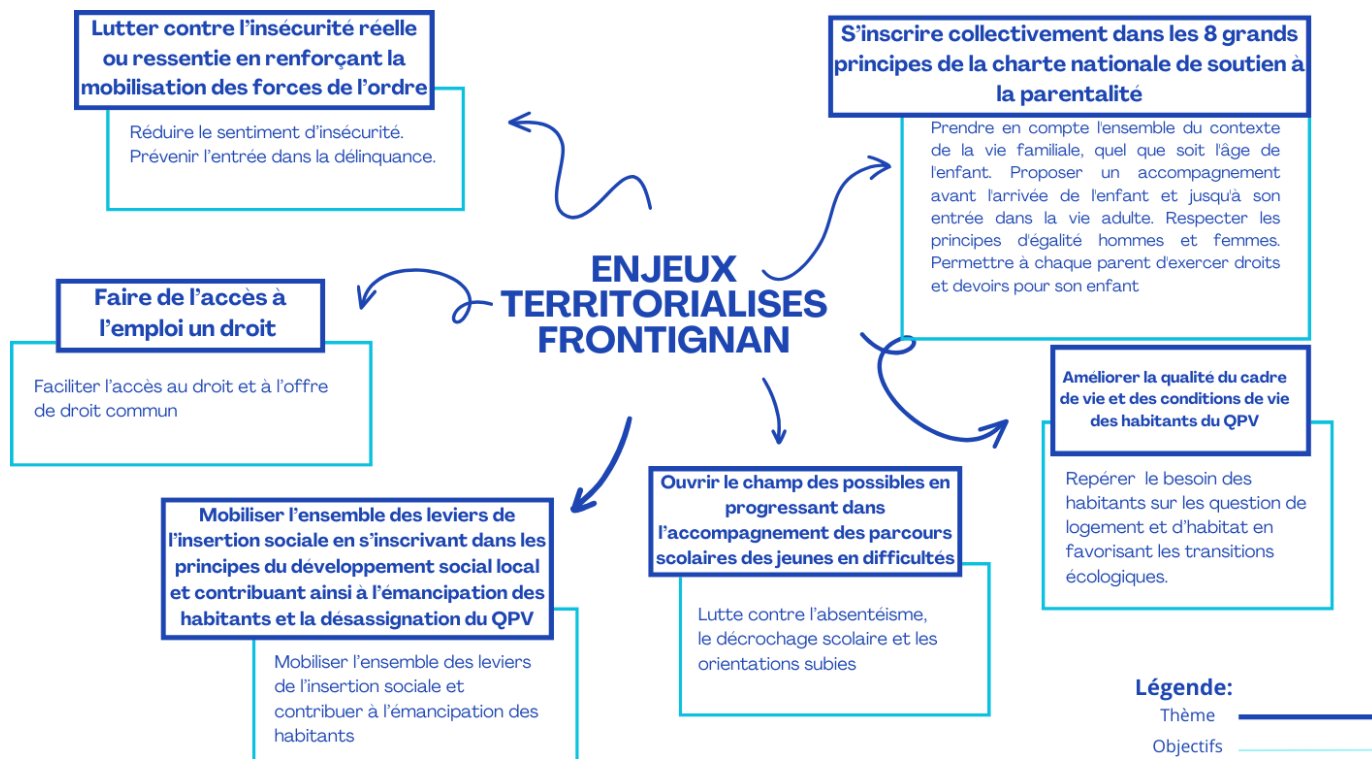 Lutter contre l'insécurité réelle
ou ressentie en renforçant la
mobilisation des forces de l'ordre
Réduire le sentiment d'insécurité.
Prévenir l'entrée dans la délinquance.
S'inscrire collectivement dans les 8 grands
principes de la charte nationale de soutien à
la parentalité
Prendre en compte l'ensemble du contexte
de la vie familiale, quel que soit l'âge de
l'enfant. Proposer un accompagnement
avant l'arrivée de l'enfant et jusqu'à son
entrée dans la vie adulte. Respecter les
principes d'égalité hommes et femmes.
Permettre à chaque parent d'exercer droits
et devoirs pour son enfant
ENJEUX
TERRITORIALISES
FRONTIGNAN
Faire de l'accès à
l'emploi un droit
Faciliter l'accès au droit et à l'offre
de droit commun
Améliorer la qualité du cadre
de vie et des conditions de vie
des habitants du QPV
Repérer le besoin des
habitants sur les question de
logement et d'habitat en
favorisant les transitions
écologiques.
Mobiliser l'ensemble des leviers de
l'insertion sociale en s'inscrivant dans les
principes du développement social local
et contribuant ainsi à l'émancipation des
habitants et la désassignation du QPV
Mobiliser l'ensemble des leviers
de l'insertion sociale et
contribuer à l'émancipation des
habitants
Ouvrir le champ des possibles en
progressant dans
l'accompagnement des parcours
scolaires des jeunes en difficultés
Lutte contre l'absentéisme,
le décrochage scolaire et les
orientations subies
Légende:
Thème
Objectifs